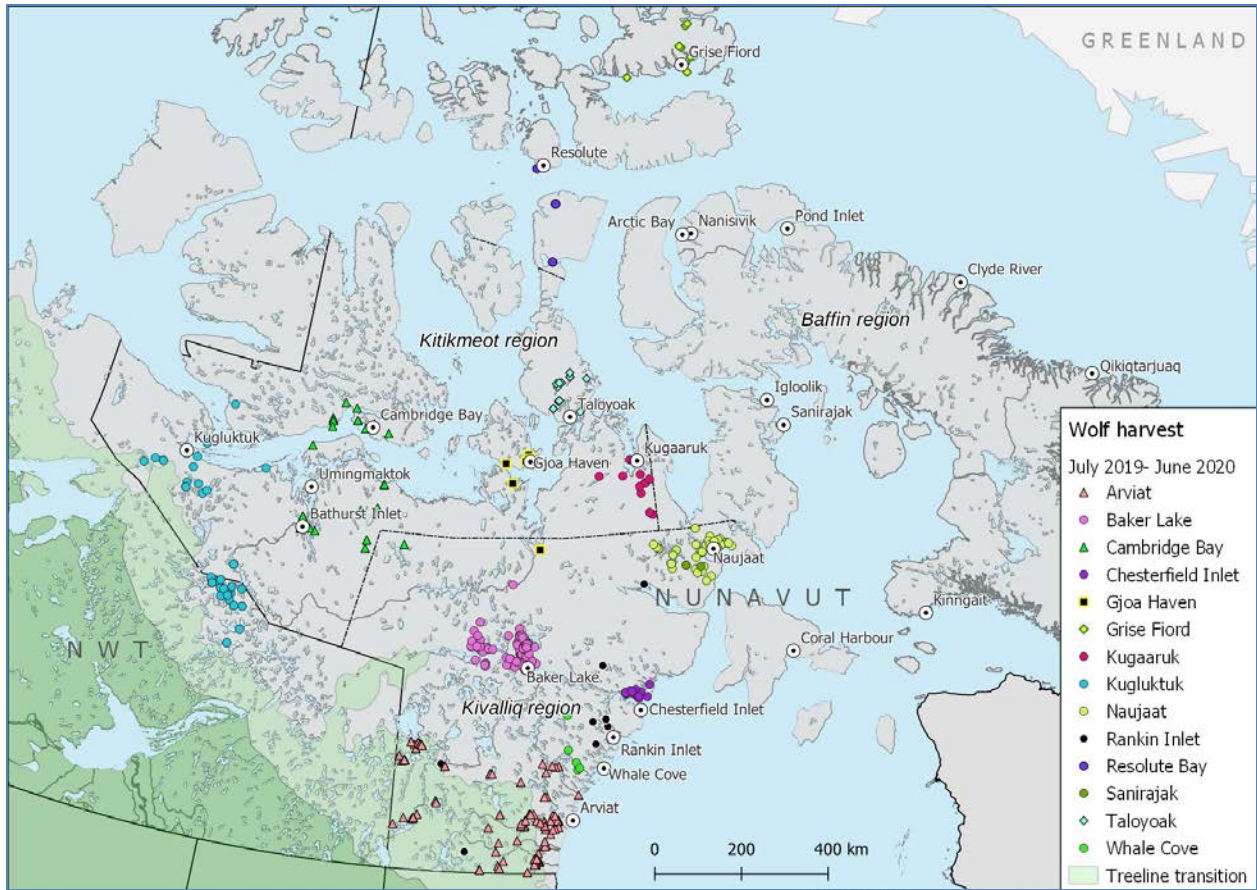 GREENLAND
Grise Fiord
Resolute
Arctic Bay
Nanisivik
Pond Inlet
Clyde River
Baffin region
Kitikmeot region
Qikiqtarjuaq
Igloolik
Sanirajak
Taloyoak
Cambridge Bay
Kugluktuk
Kugaaruk
Gjoa Haven
Umingmaktok
Bathurst Inlet
Naujaat
NUNAVUT
Kinngait
NWT
Coral Harbour
Baker Lake
Kivalliq region
Chesterfield Inlet
Rankin Inlet
Whale Cove
Arviat
0 200 400 km
Wolf harvest
July 2019- June 2020
Arviat
Baker Lake
Cambridge Bay
Chesterfield Inlet
Gjoa Haven
Grise Fiord
Kugaaruk
Kugluktuk
Naujaat
Rankin Inlet
Resolute Bay
Sanirajak
Taloyoak
Whale Cove
Treeline transition